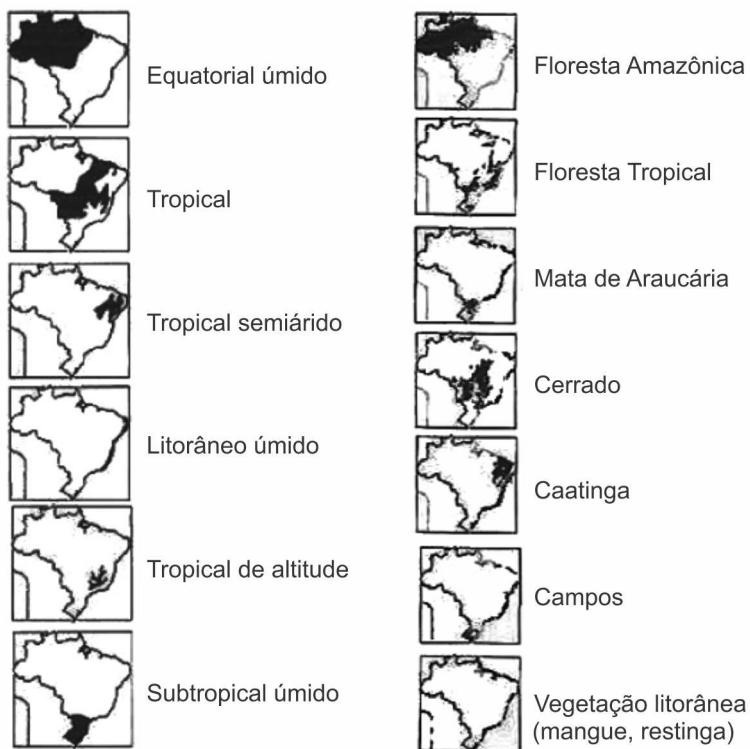 Equatorial úmido
Tropical
Tropical semiárido
Litorâneo úmido
Tropical de altitude
Subtropical úmido
Floresta Amazônica
Floresta Tropical
Mata de Araucária
Cerrado
Caatinga
Campos
Vegetação litorânea
(mangue, restinga)